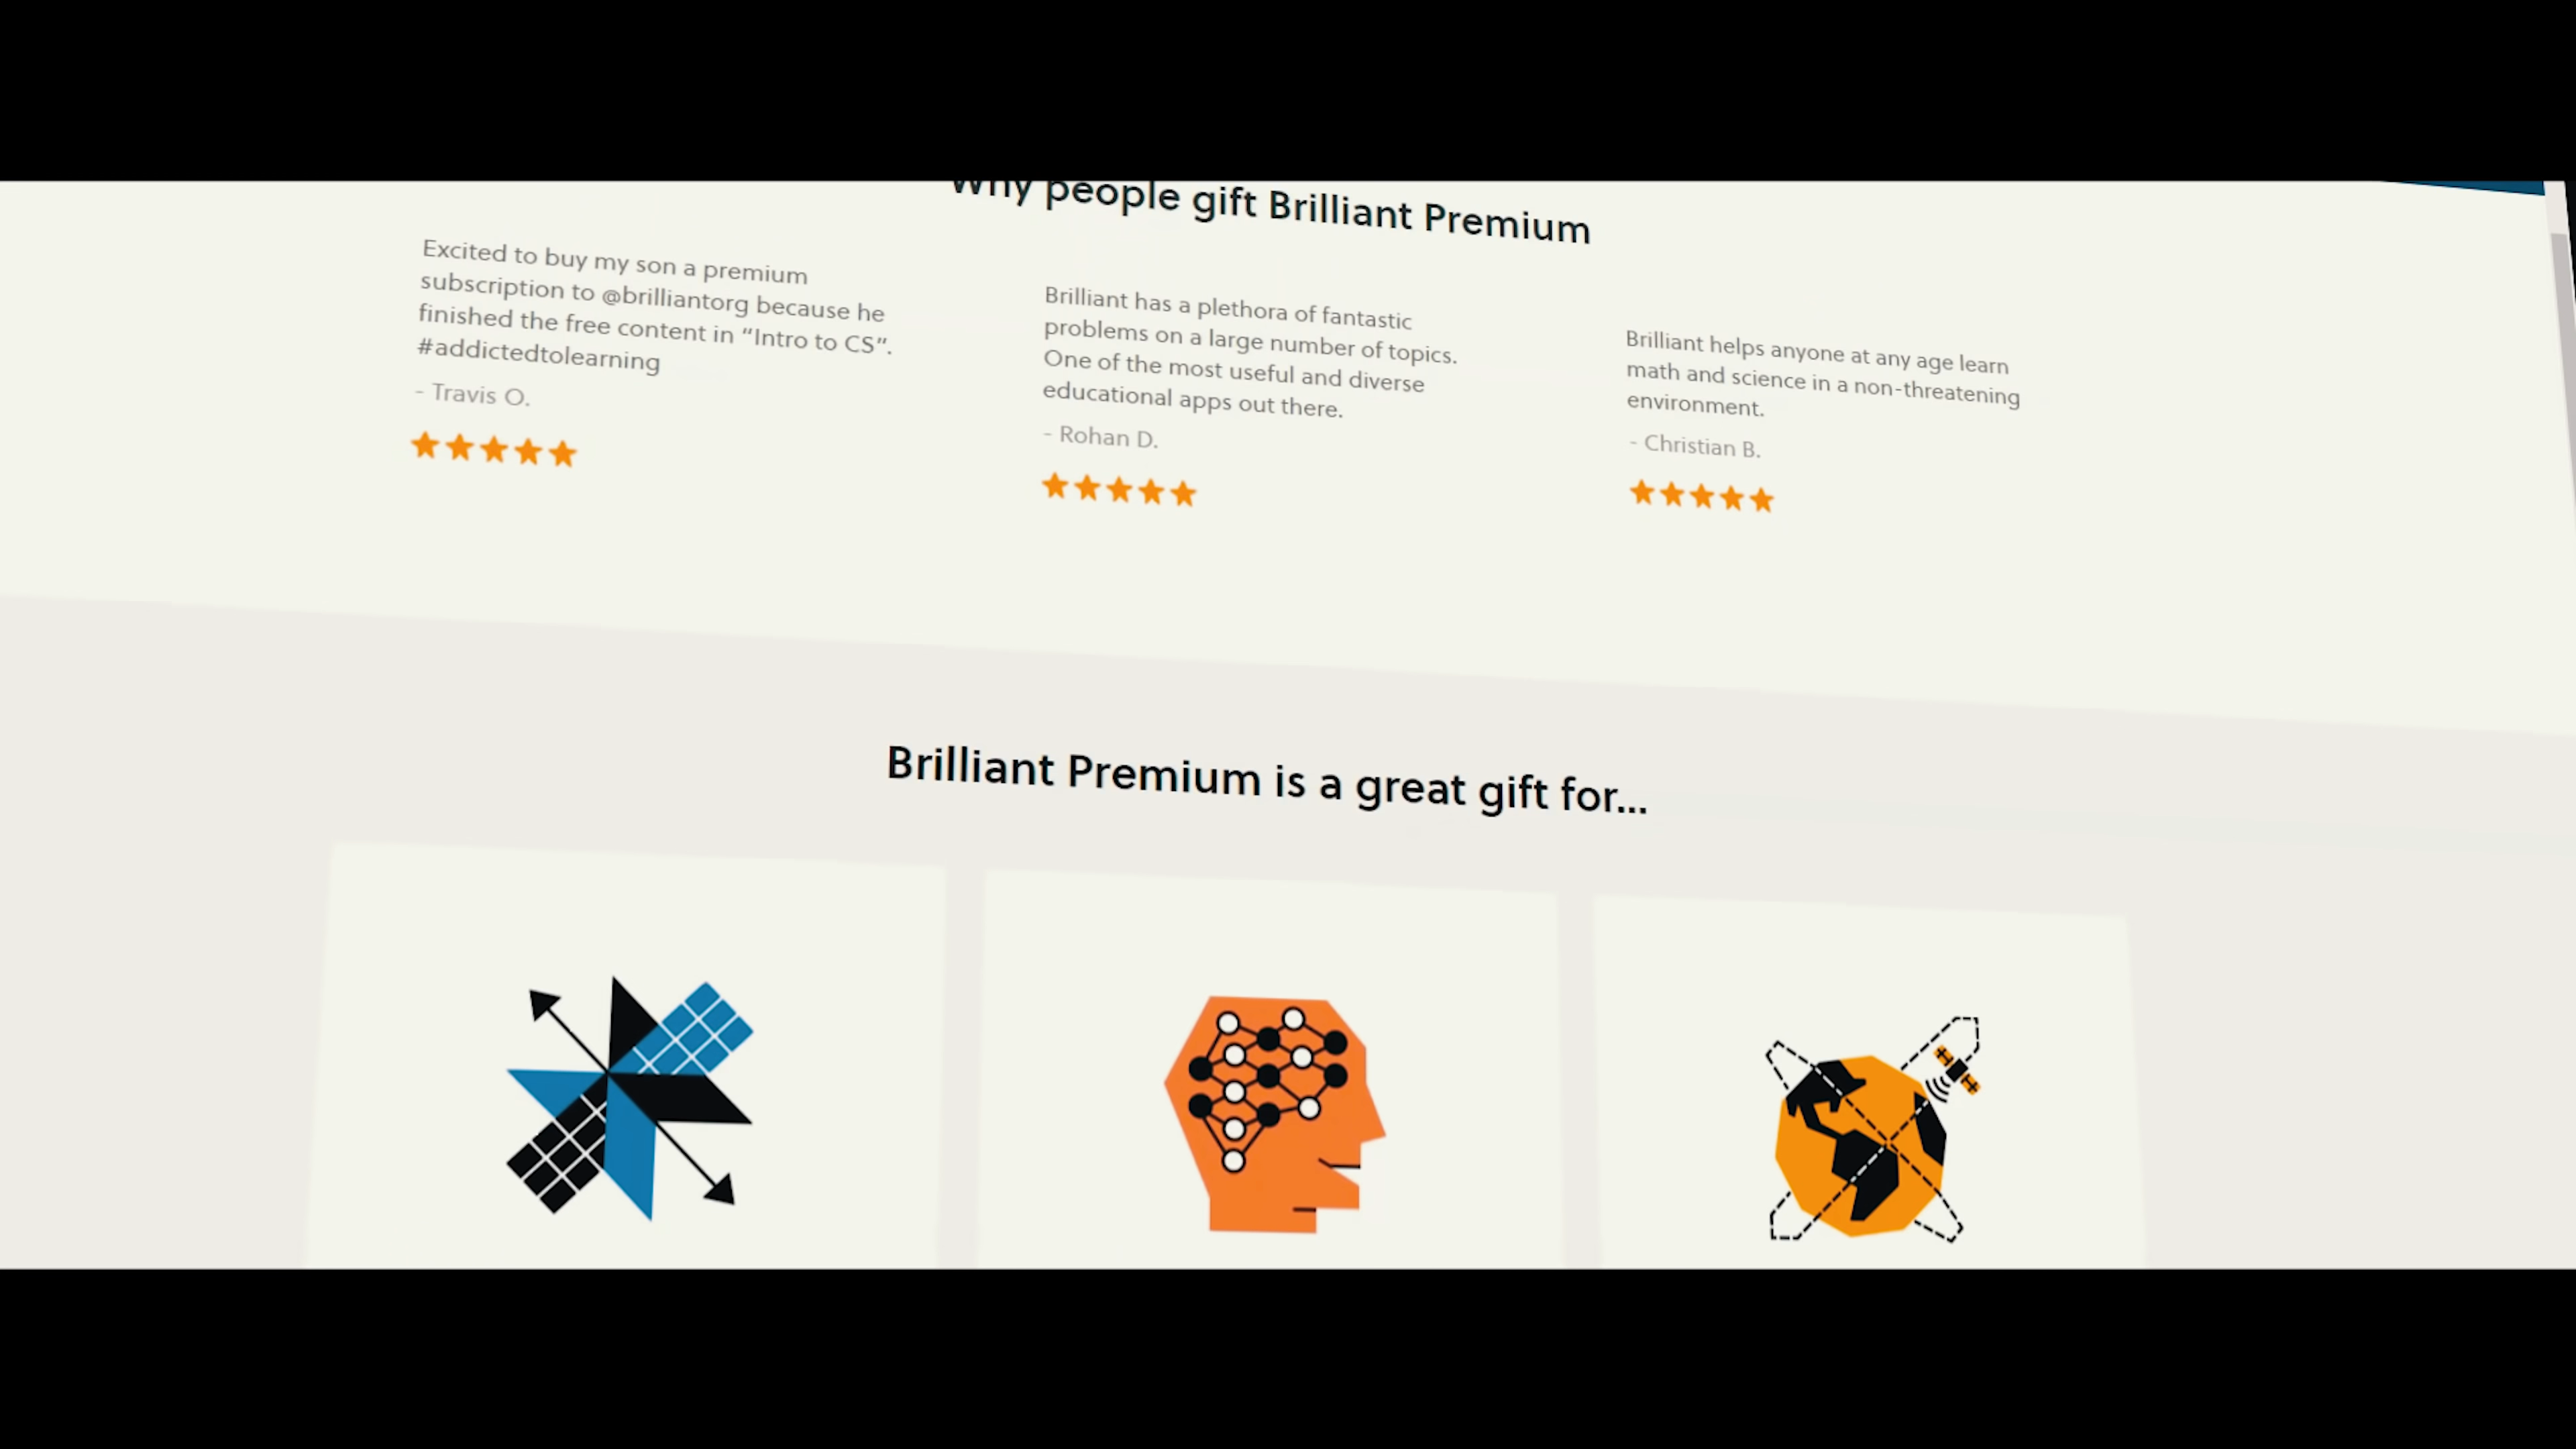 Why people gift Brilliant Premium
Excited to buy my son a premium
subscription to @brilliantorg because he
finished the free content in “Intro to CS”.
#addictedtolearning
- Travis O.
Brilliant has a plethora of fantastic
problems on a large number of topics.
One of the most useful and diverse
educational apps out there.
- Rohan D.
Brilliant helps anyone at any age learn
math and science in a non-threatening
environment.
- Christian B.
Brilliant Premium is a great gift for...